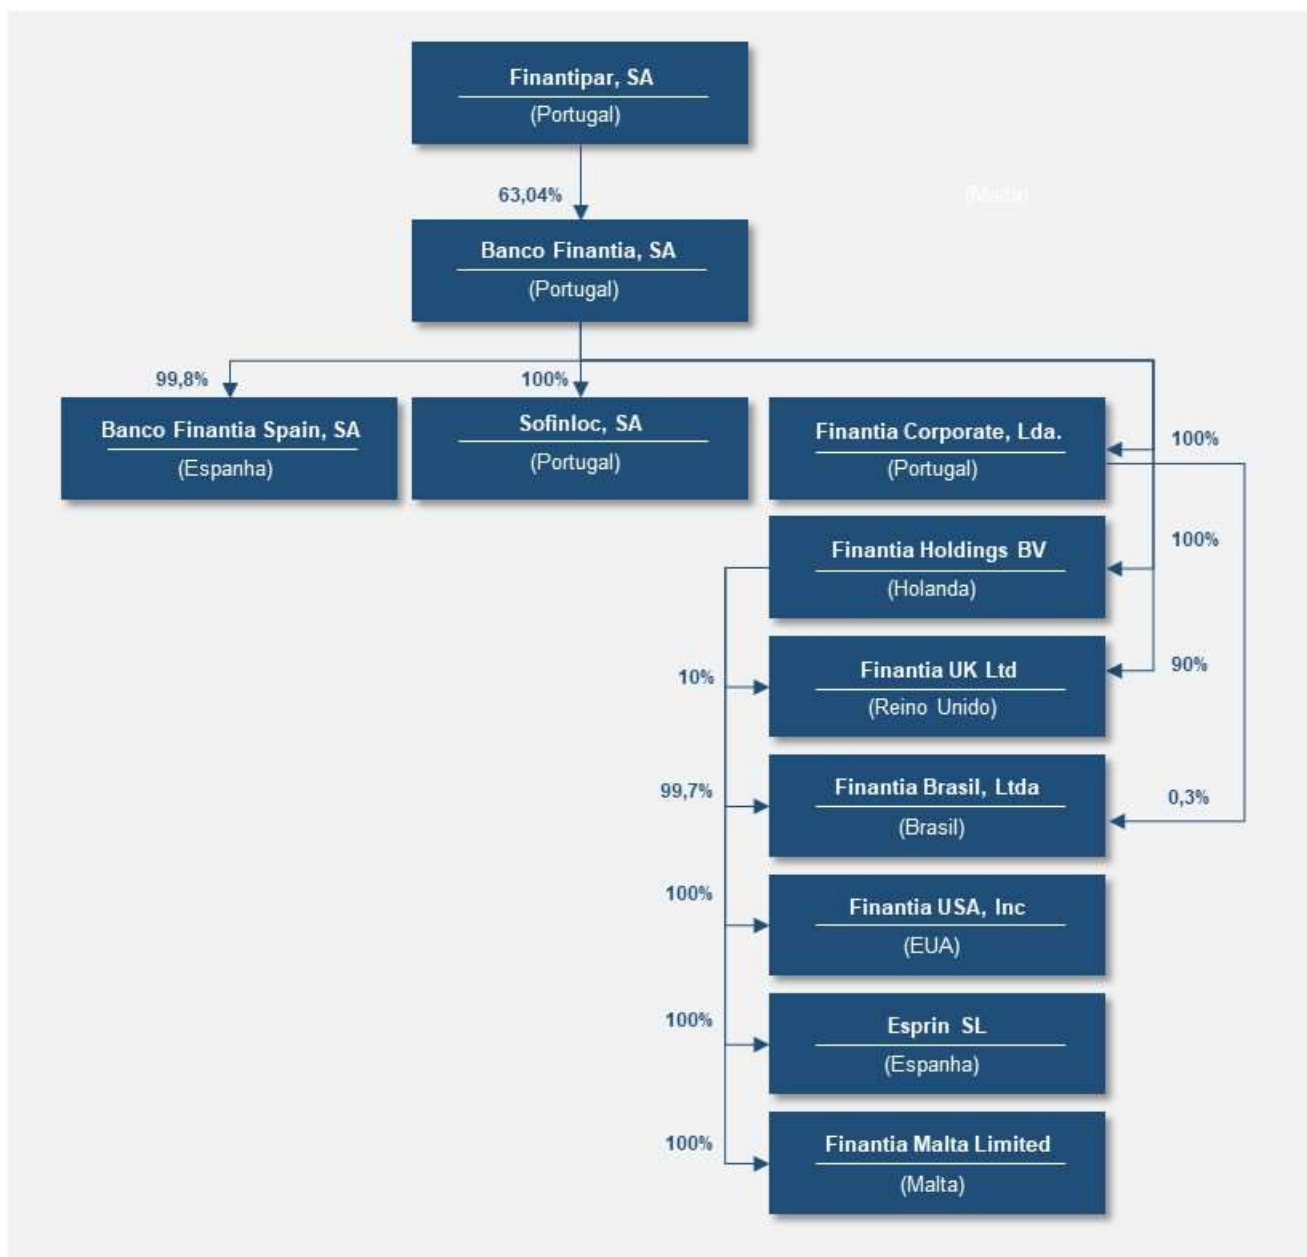 Finantipar, SA
(Portugal)
63,04%
(Malta)
Banco Finantia, SA
(Portugal)
99,8%
100%
Banco Finantia Spain, SA
(Espanha)
Sofinloc, SA
(Portugal)
Finantia Corporate, Lda.
(Portugal)
100%
Finantia Holdings BV
(Holanda)
100%
10%
Finantia UK Ltd
(Reino Unido)
90%
99,7%
Finantia Brasil, Ltda
(Brasil)
0,3%
100%
Finantia USA, Inc
(EUA)
100%
Esprin SL
(Espanha)
100%
Finantia Malta Limited
(Malta)